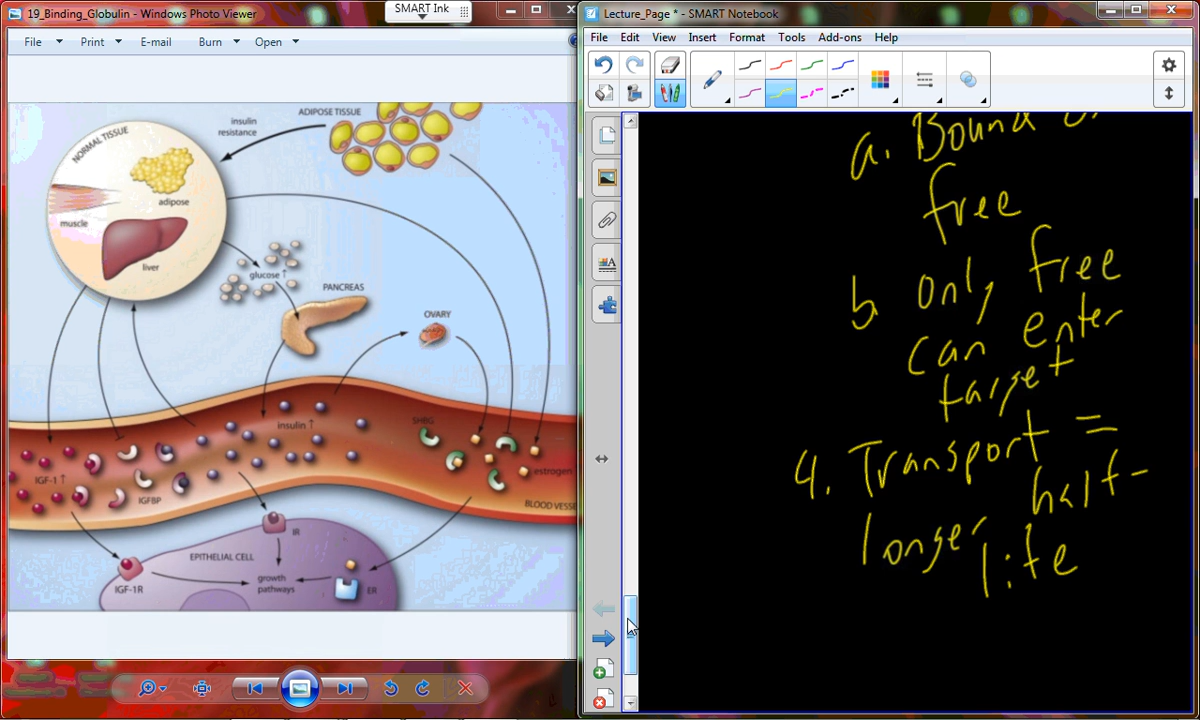 19_Binding_Globulin - Windows Photo Viewer
SMART Ink
File Print E-mail Burn Open
NORMAL TISSUE
adipose
muscle
liver
insulin
resistance
ADIPOSE TISSUE
glucose ↑
PANCREAS
OVARY
insulin ↑
SHBG
estrogen
IGF-1 ↑
IGFBP
BLOOD VESSE
IR
EPITHELIAL CELL
IGF-1R
growth
pathways
ER
Lecture_Page * - SMART Notebook
File Edit View Insert Format Tools Add-ons Help
a. Bound
free
b only free
can enter
target
4. Transport =
longer half-
life